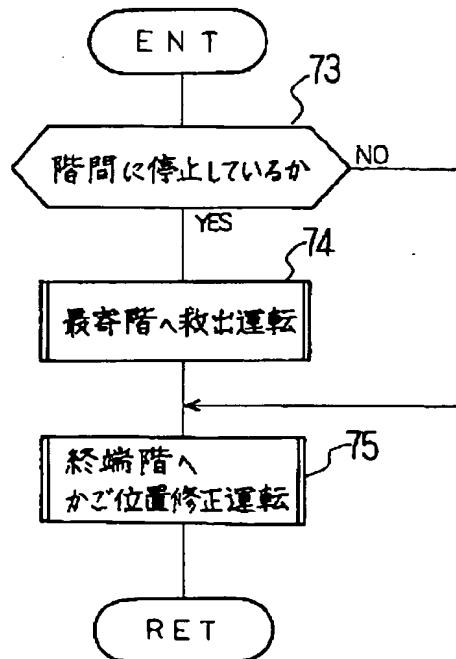 ENT
73
階間に停止しているか
NO
YES
74
最寄階へ救出運転
75
終端階へ
かご位置修正運転
RET